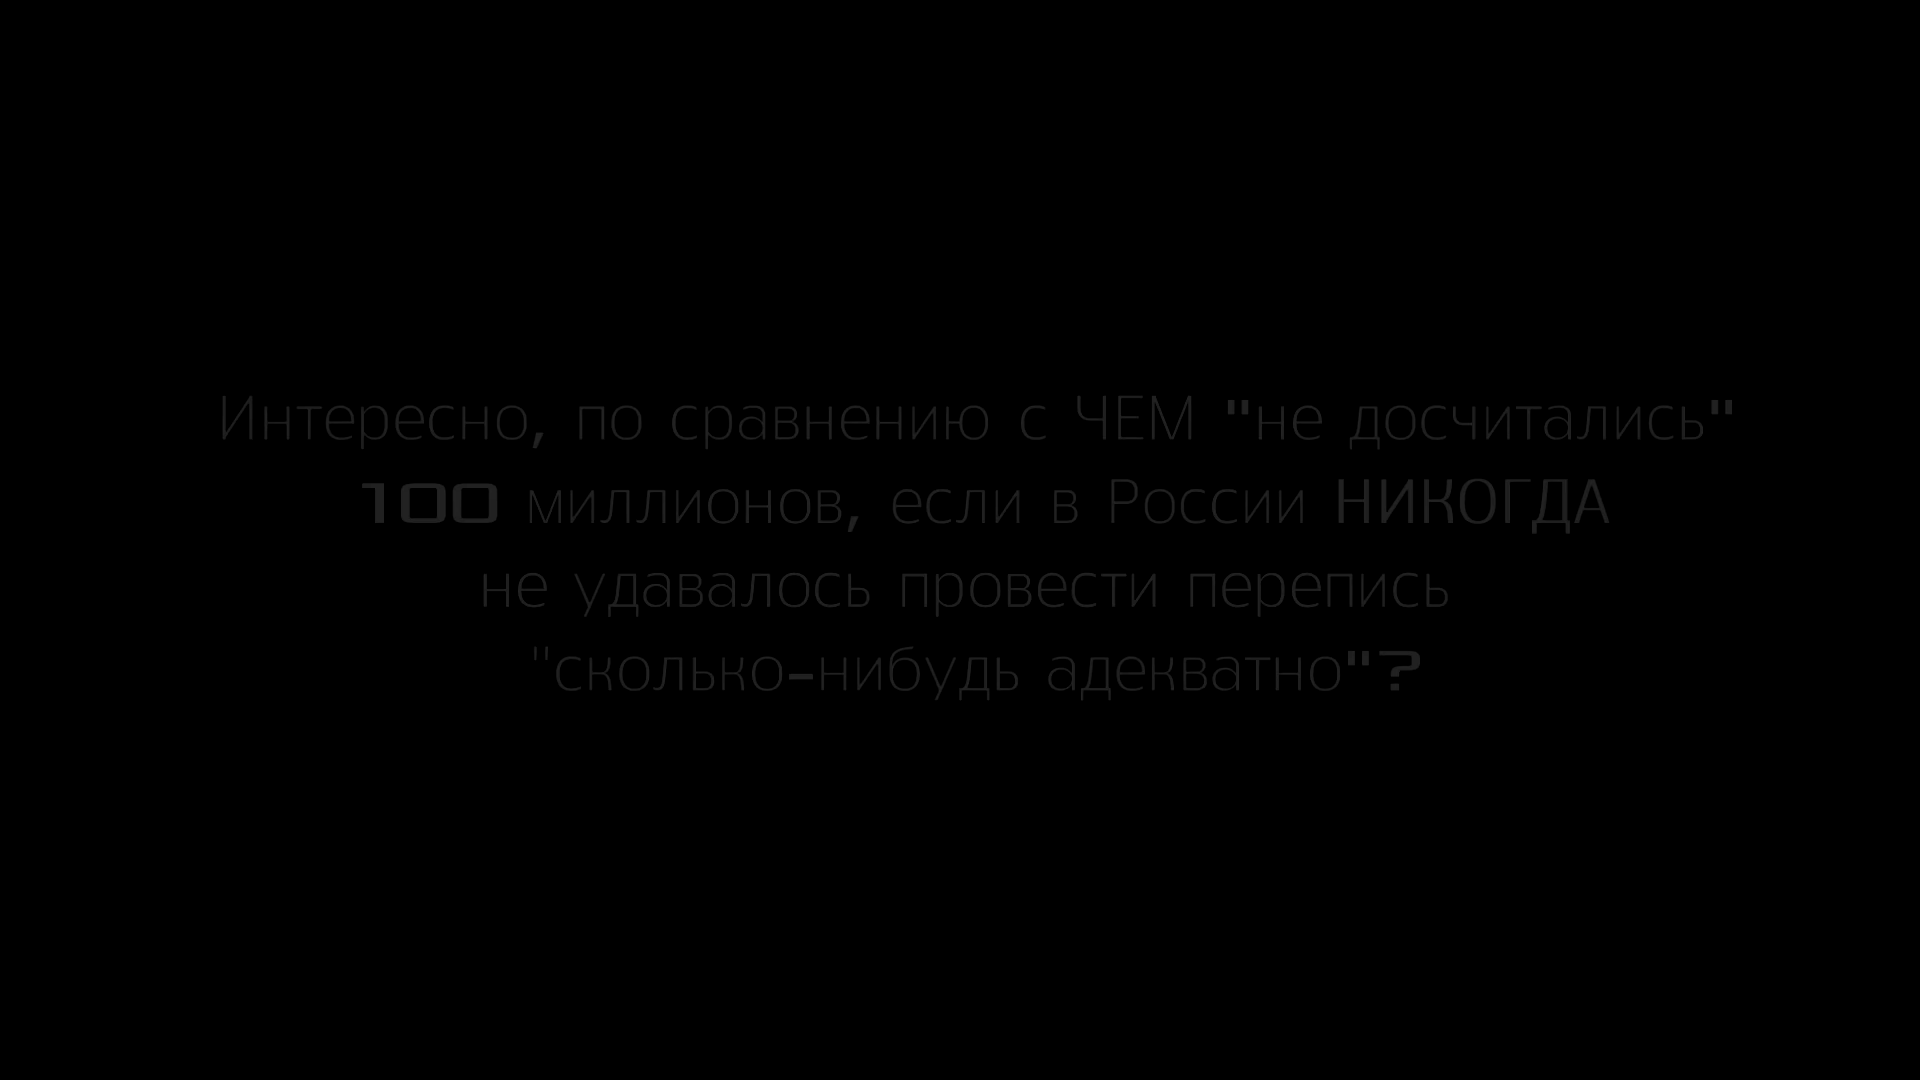 Интересно, по сравнению с ЧЕМ "не досчитались"
100 миллионов, если в России НИКОГДА
не удавалось провести перепись
"сколько-нибудь адекватно"?